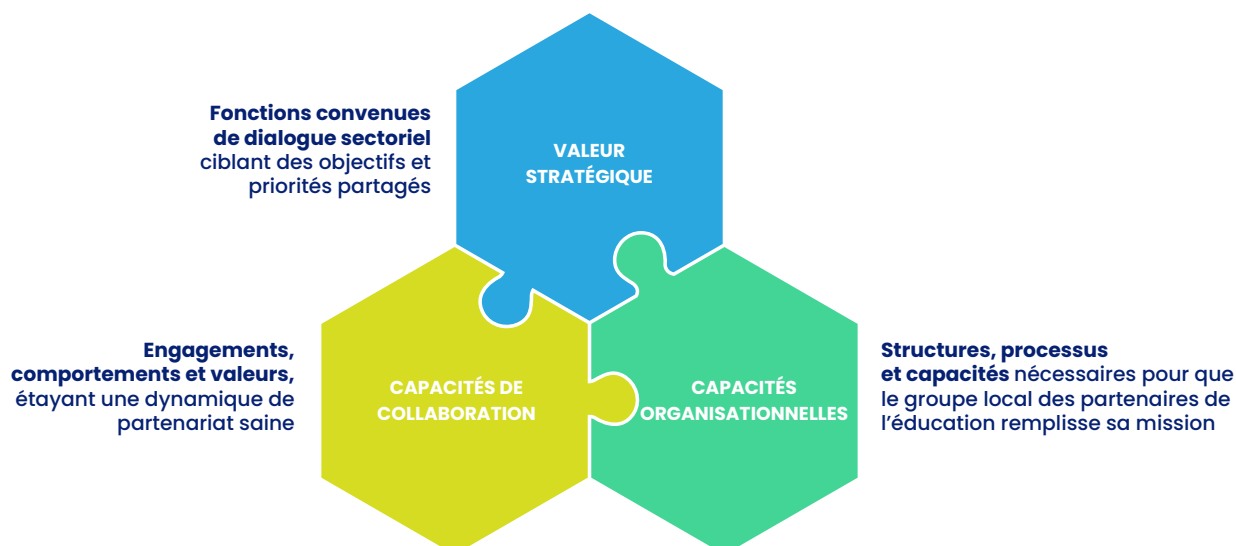 Fonctions convenues
de dialogue sectoriel
ciblant des objectifs et
priorités partagés
VALEUR
STRATÉGIQUE
Engagements,
comportements et valeurs,
étayant une dynamique de
partenariat saine
CAPACITÉS DE
COLLABORATION
CAPACITÉS
ORGANISATIONNELLES
Structures, processus
et capacités nécessaires pour que
le groupe local des partenaires de
l’éducation remplisse sa mission